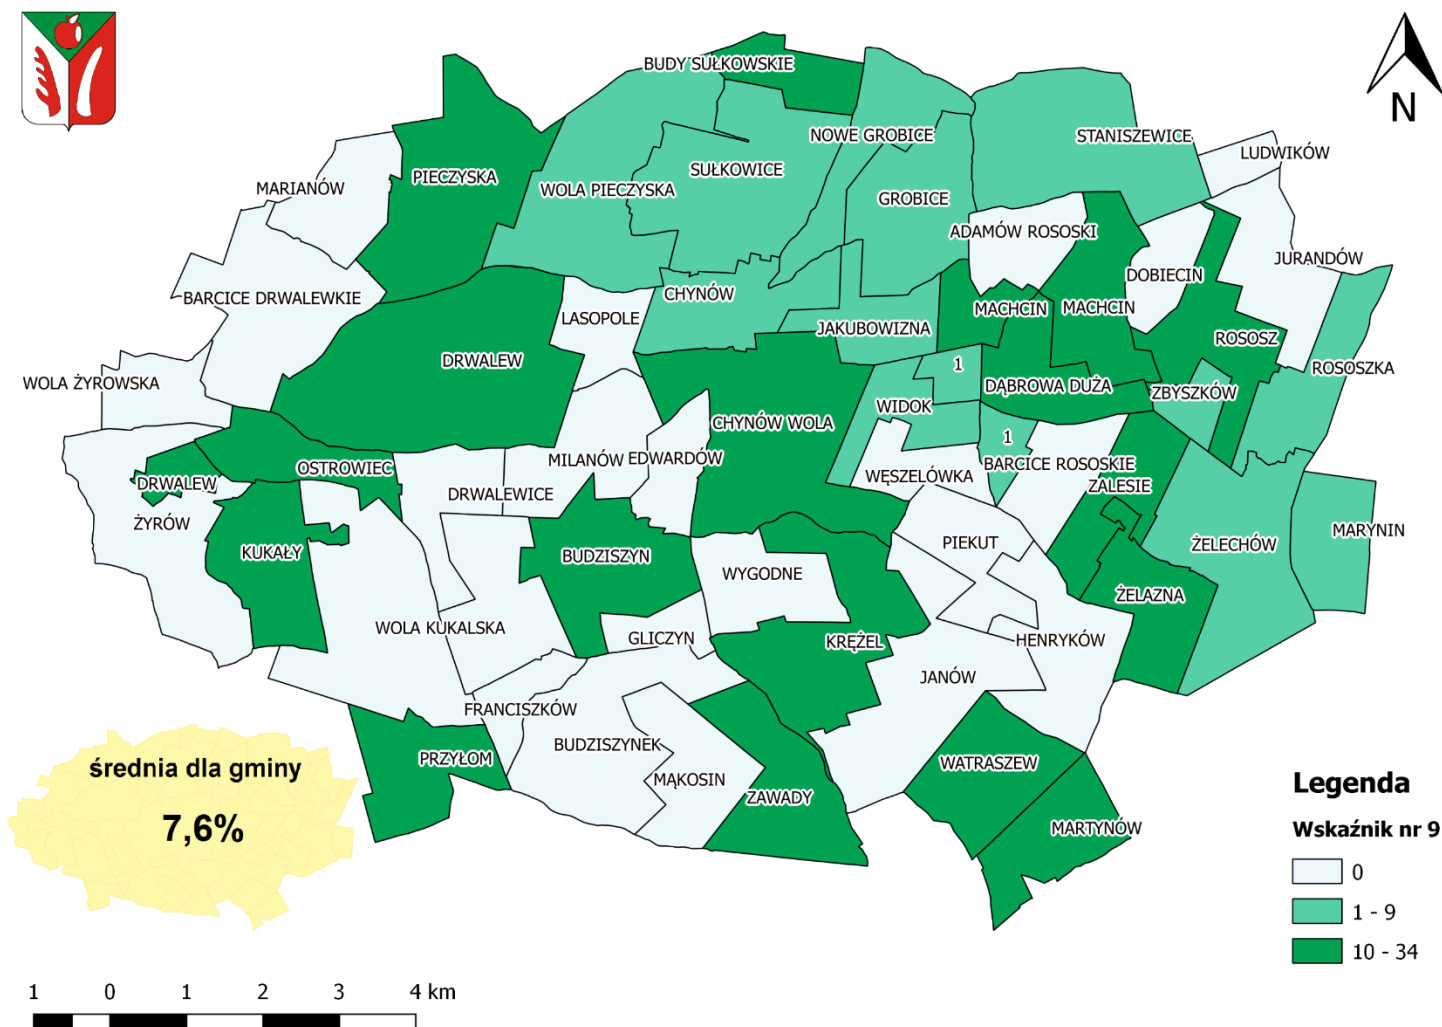 BUDY SUŁKOWSKIE
NOWE GROBICE
STANISZEWICE
LUDWIKÓW
MARIANÓW
PIECZYSKA
WOLA PIECZYSKA
SUŁKOWICE
GROBICE
ADAMÓW ROSOSKI
JURANDÓW
DOBIECIN
BARCICE DRWALEWKIE
CHYNÓW
LASOPOLE
JAKUBOWIZNA
MACHCIN
MACHCIN
ROSOSZ
ROSOSZKA
DRWALEW
WOLA ŻYROWSKA
1
DĄBROWA DUŻA
ZBYSZKÓW
WIDOK
CHYNÓW WOLA
1
OSTROWIEC
MILANÓW
EDWARDÓW
BARCICE ROSOSKIE
WĘSZELÓWKA
ZALESIE
DRWALEW
DRWALEWICE
ŻYRÓW
MARYNIN
KUKAŁY
BUDZISZYN
PIEKUT
ŻELECHÓW
WYGODNE
ŻELAZNA
WOLA KUKALSKA
GLICZYN
KRĘŻEL
HENRYKÓW
JANÓW
FRANCISZKÓW
BUDZISZYNEK
PRZYŁOM
MĄKOSIN
ZAWADY
WATRASZEW
MARTYNÓW
N
średnia dla gminy
7,6%
Legenda
Wskaźnik nr 9
0
1 - 9
10 - 34
1 0 1 2 3 4 km